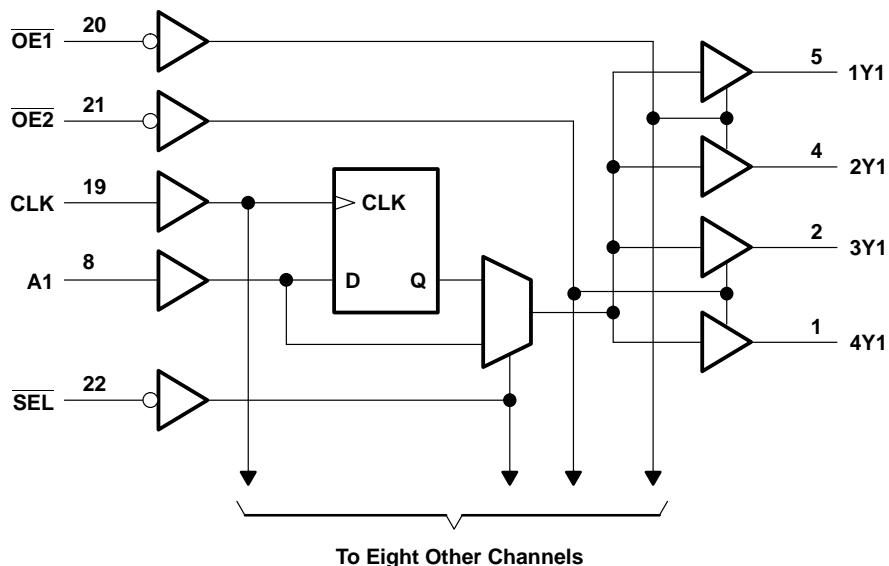 OE1 20
OE2 21
CLK 19
A1 8
SEL 22
CLK
D Q
5 1Y1
4 2Y1
2 3Y1
1 4Y1
To Eight Other Channels